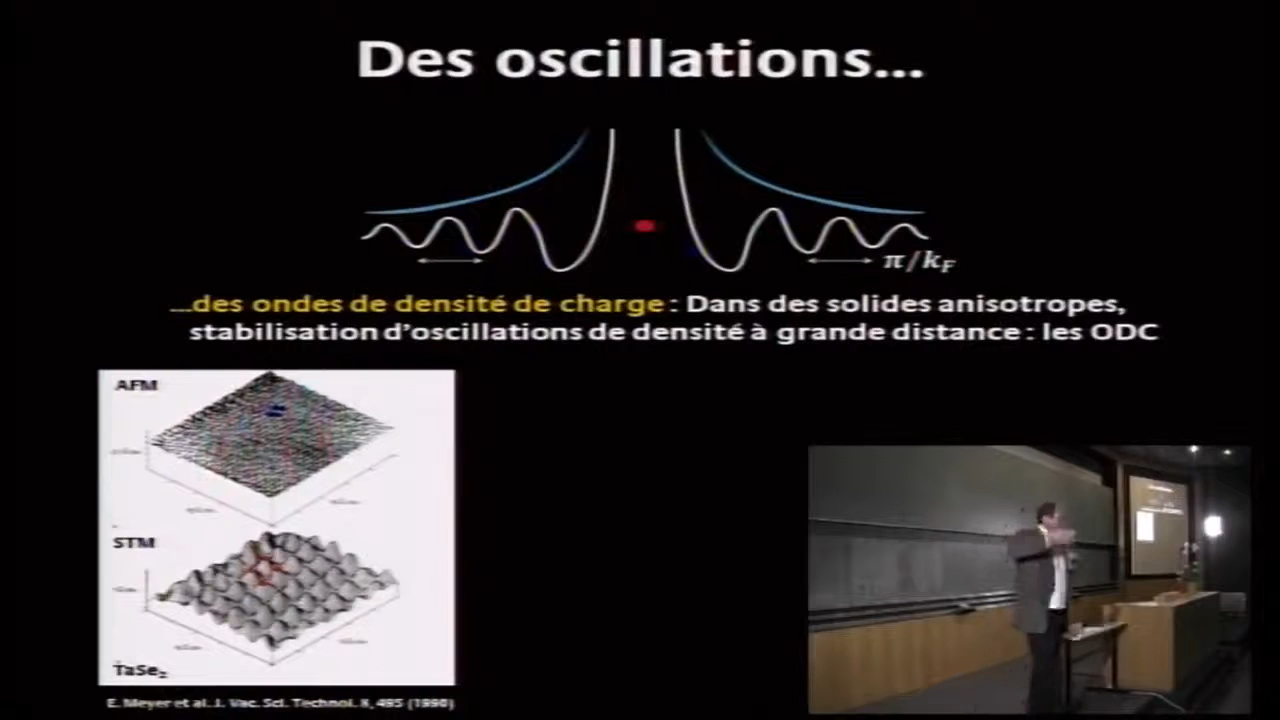 Des oscillations...
π/kF
...des ondes de densité de charge : Dans des solides anisotropes,
stabilisation d'oscillations de densité à grande distance : les ODC
AFM
STM
TaSe₂
E. Meyer et al. J. Vac. Sci. Technol. 8, 495 (1990)